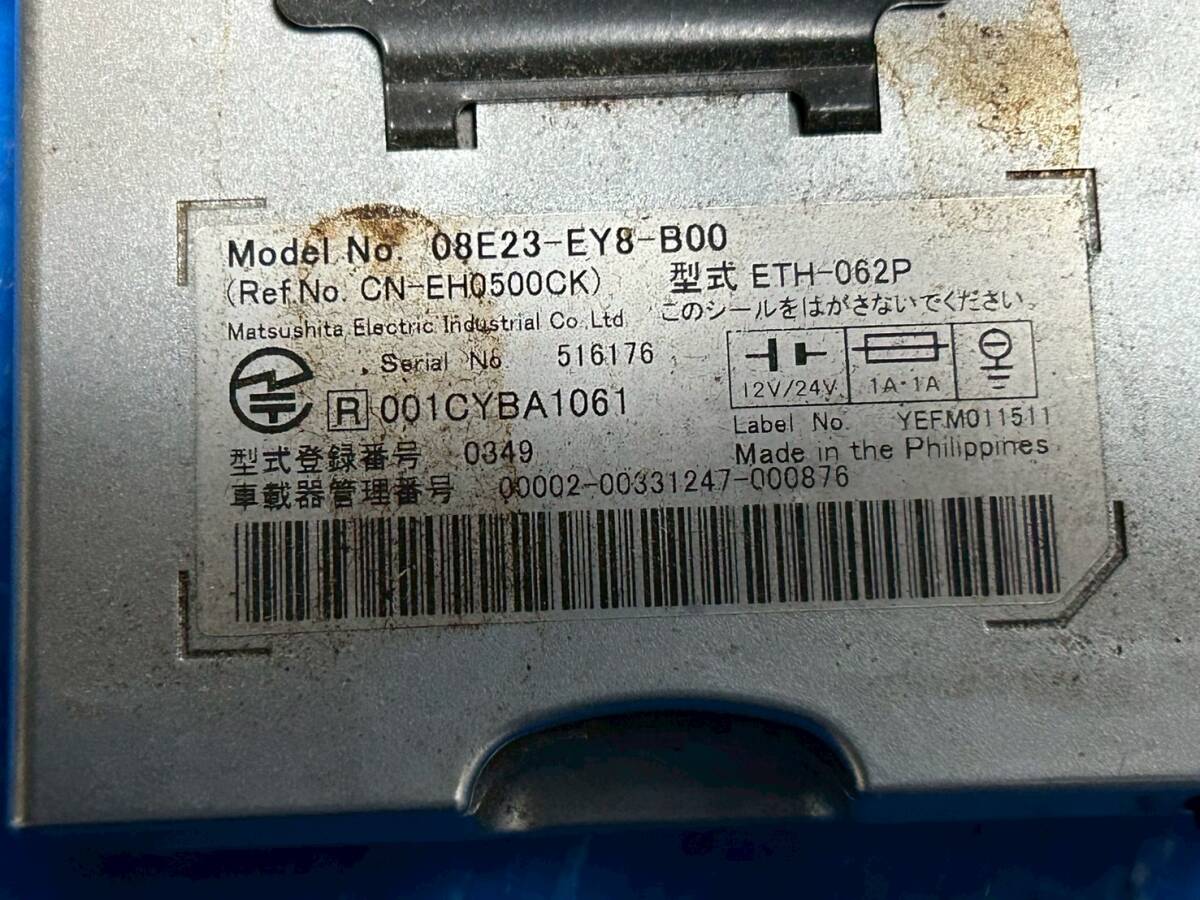 Model No. 08E23-EY8-B00
(Ref.No. CN-EH0500CK) 型式 ETH-062P
Matsushita Electric Industrial Co.,Ltd このシールをはがさないでください。
Serial No. 516176
12V/24V 1A・1A
R 001CYBA1061
Label No. YEFM011511
型式登録番号 0349 Made in the Philippines
車載器管理番号 00002-00331247-000876